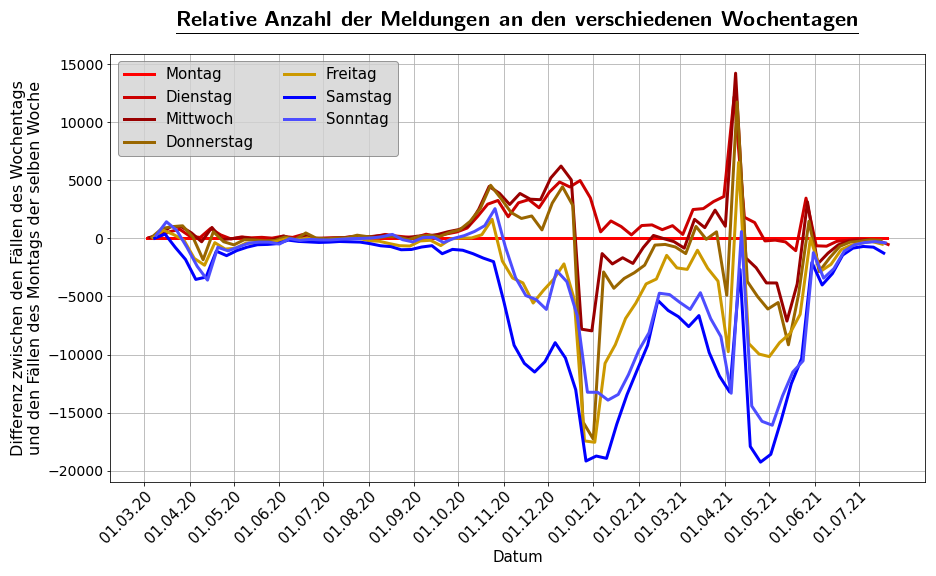 Relative Anzahl der Meldungen an den verschiedenen Wochentagen
Differenz zwischen den Fällen des Wochentags
und den Fällen des Montags der selben Woche
15000
10000
5000
0
−5000
−10000
−15000
−20000
Montag
Dienstag
Mittwoch
Donnerstag
Freitag
Samstag
Sonntag
01.03.20
01.04.20
01.05.20
01.06.20
01.07.20
01.08.20
01.09.20
01.10.20
01.11.20
01.12.20
01.01.21
01.02.21
01.03.21
01.04.21
01.05.21
01.06.21
01.07.21
Datum